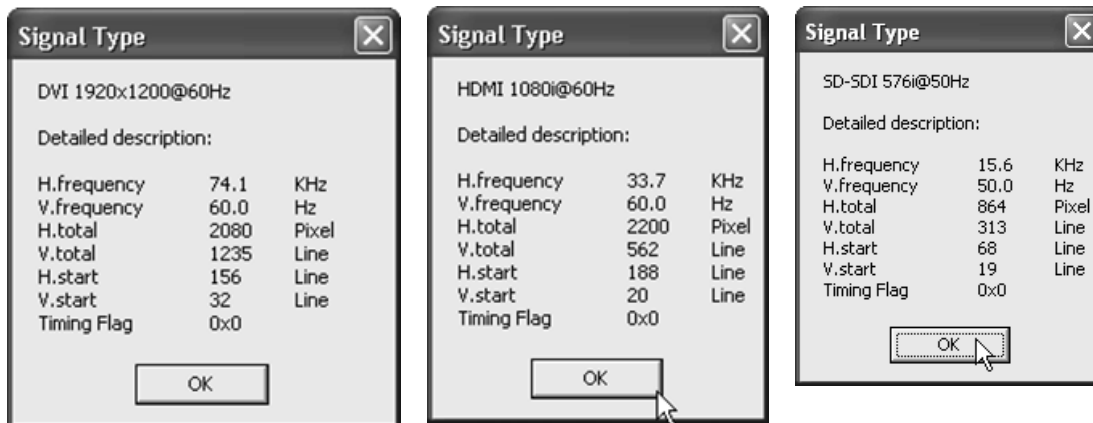 Signal Type
DVI 1920x1200@60Hz
Detailed description:
H.frequency 74.1 KHz
V.frequency 60.0 Hz
H.total 2080 Pixel
V.total 1235 Line
H.start 156 Line
V.start 32 Line
Timing Flag 0x0
OK
Signal Type
HDMI 1080i@60Hz
Detailed description:
H.frequency 33.7 KHz
V.frequency 60.0 Hz
H.total 2200 Pixel
V.total 562 Line
H.start 188 Line
V.start 20 Line
Timing Flag 0x0
OK
Signal Type
SD-SDI 576i@50Hz
Detailed description:
H.frequency 15.6 KHz
V.frequency 50.0 Hz
H.total 864 Pixel
V.total 313 Line
H.start 68 Line
V.start 19 Line
Timing Flag 0x0
OK